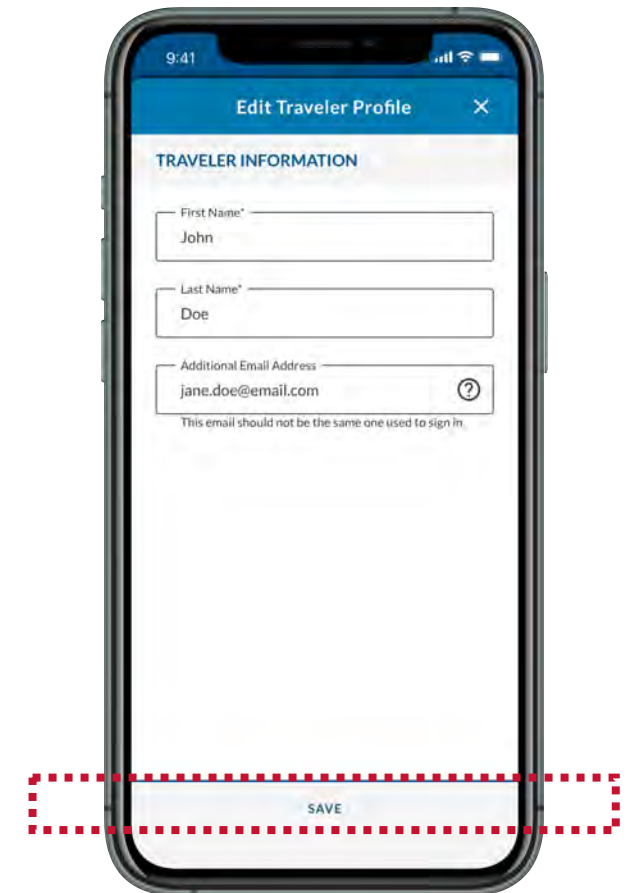 9:41
Edit Traveler Profile ×
TRAVELER INFORMATION
First Name*
John
Last Name*
Doe
Additional Email Address
jane.doe@email.com
This email should not be the same one used to sign in
SAVE